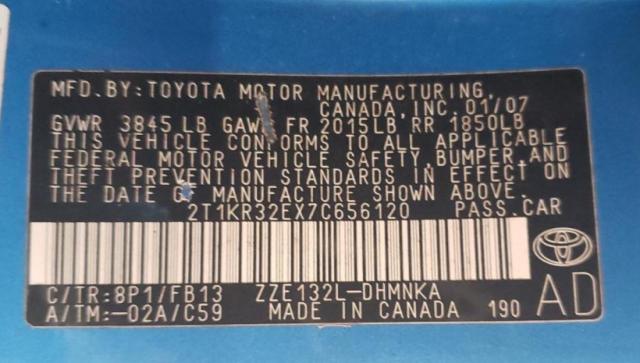 MFD.BY:TOYOTA MOTOR MANUFACTURING,
CANADA,INC.01/07
GVWR 3845LB GAWR FR 2015LB RR 1850LB
THIS VEHICLE CONFORMS TO ALL APPLICABLE
FEDERAL MOTOR VEHICLE SAFETY,BUMPER,AND
THEFT PREVENTION STANDARDS IN EFFECT ON
THE DATE OF MANUFACTURE SHOWN ABOVE.
2T1KR32EX7C656120 PASS.CAR
C/TR:8P1/FB13 ZZE132L-DHMNKA
A/TM:-02A/C59 MADE IN CANADA 190 AD